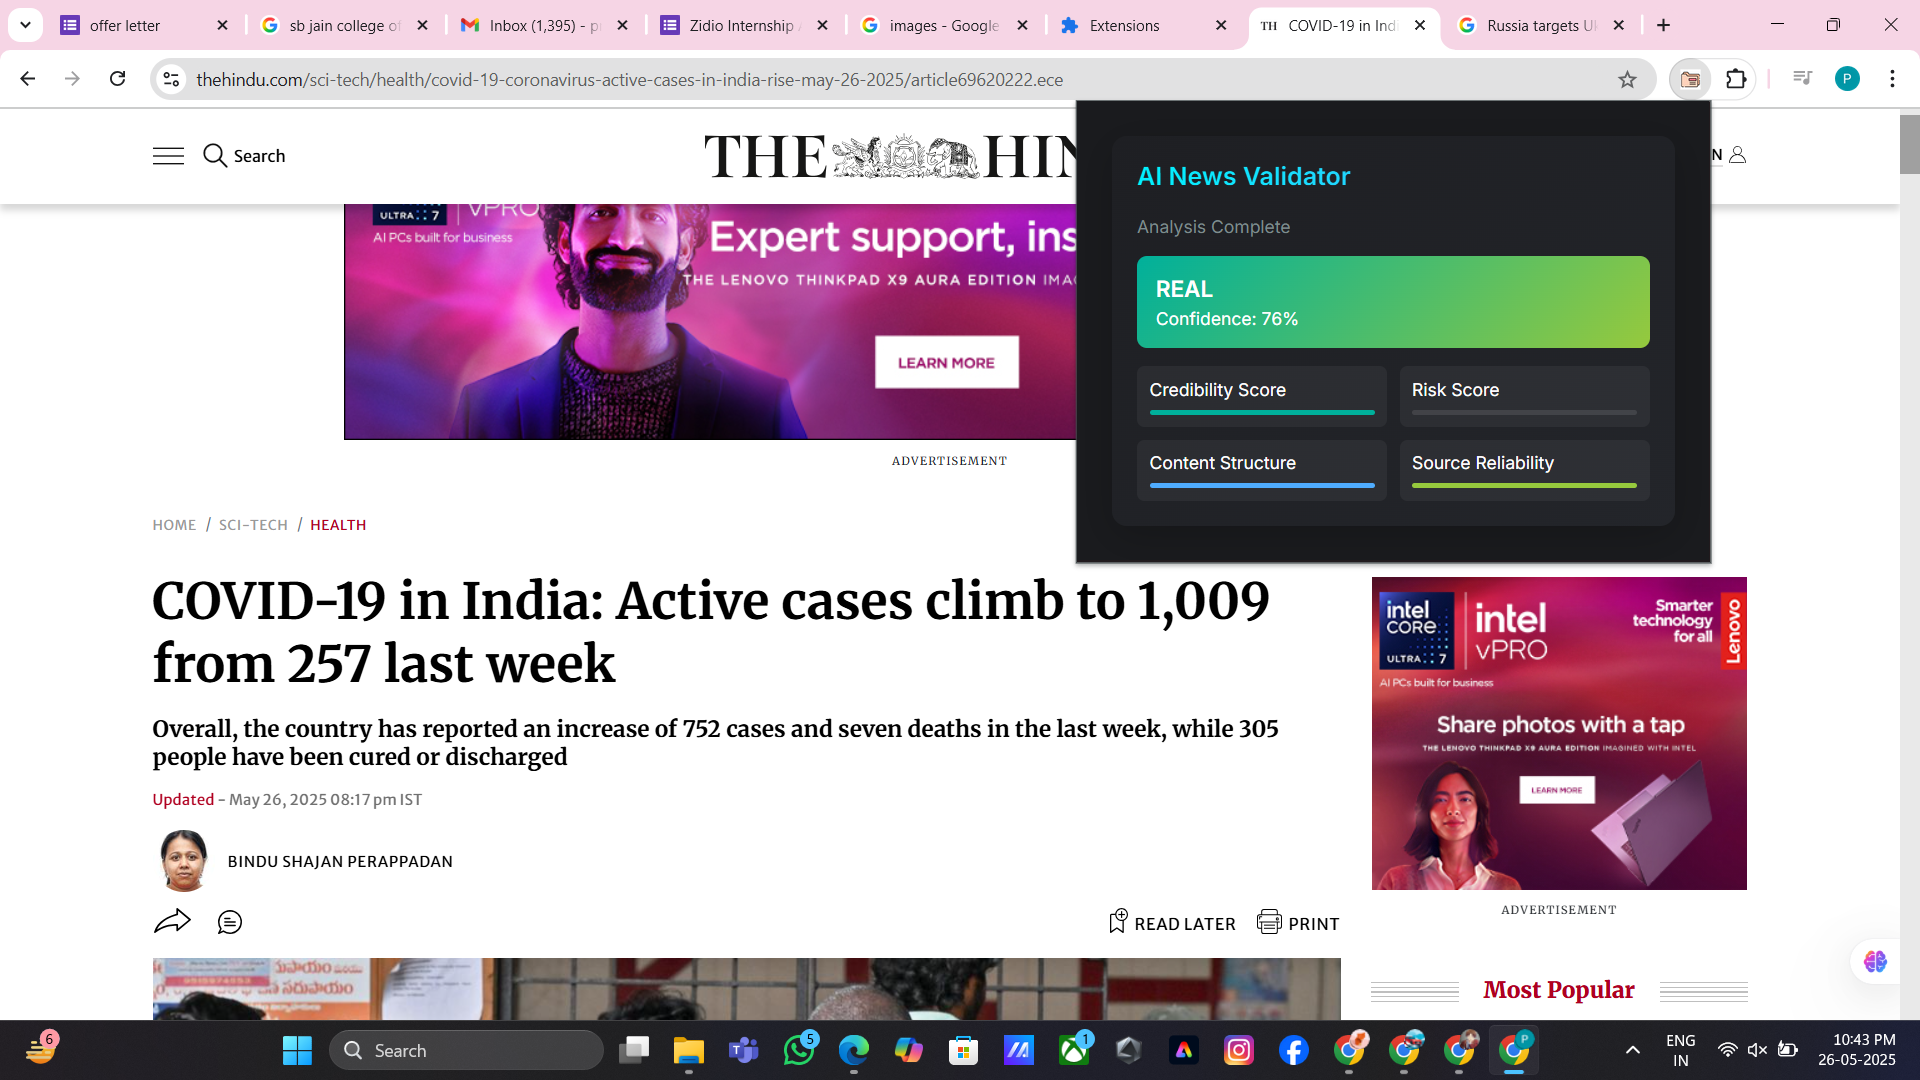 offer letter
sb jain college of
Inbox (1,395) - pr
Zidio Internship A
images - Google
Extensions
TH COVID-19 in Indi
Russia targets Uk
thehindu.com/sci-tech/health/covid-19-coronavirus-active-cases-in-india-rise-may-26-2025/article69620222.ece
P
Search
THE HIN
N
ULTRA 7 vPRO
AI PCs built for business
Expert support, ins
THE LENOVO THINKPAD X9 AURA EDITION IMA
LEARN MORE
ADVERTISEMENT
AI News Validator
Analysis Complete
REAL
Confidence: 76%
Credibility Score
Risk Score
Content Structure
Source Reliability
HOME / SCI-TECH / HEALTH
COVID-19 in India: Active cases climb to 1,009
from 257 last week
Overall, the country has reported an increase of 752 cases and seven deaths in the last week, while 305
people have been cured or discharged
Updated - May 26, 2025 08:17 pm IST
BINDU SHAJAN PERAPPADAN
READ LATER
PRINT
intel
CORE
ULTRA 7
intel
vPRO
Smarter
technology
for all
Lenovo
AI PCs built for business
Share photos with a tap
THE LENOVO THINKPAD X9 AURA EDITION IMAGINED WITH INTEL
LEARN MORE
ADVERTISEMENT
Most Popular
6
Search
5
1
P
ENG
IN
10:43 PM
26-05-2025